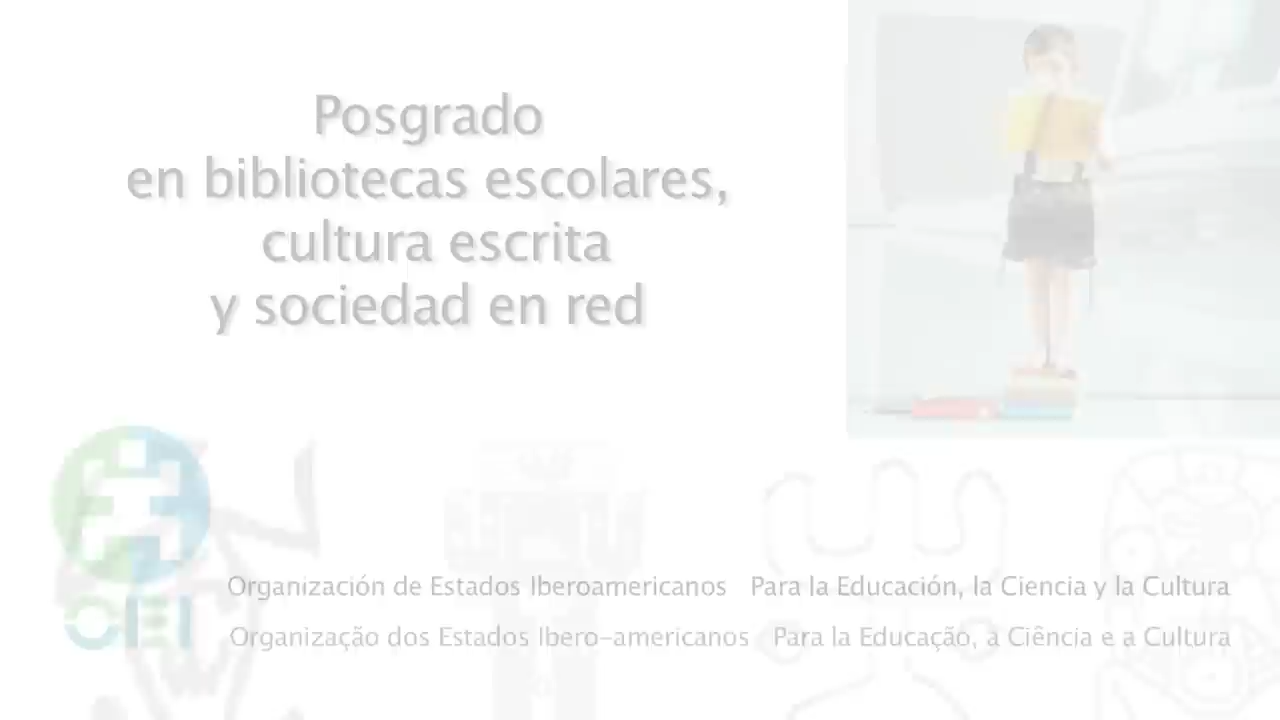 Posgrado
en bibliotecas escolares,
cultura escrita
y sociedad en red
OEI
Organización de Estados Iberoamericanos Para la Educación, la Ciencia y la Cultura
Organização dos Estados Ibero-americanos Para la Educação, a Ciência e a Cultura